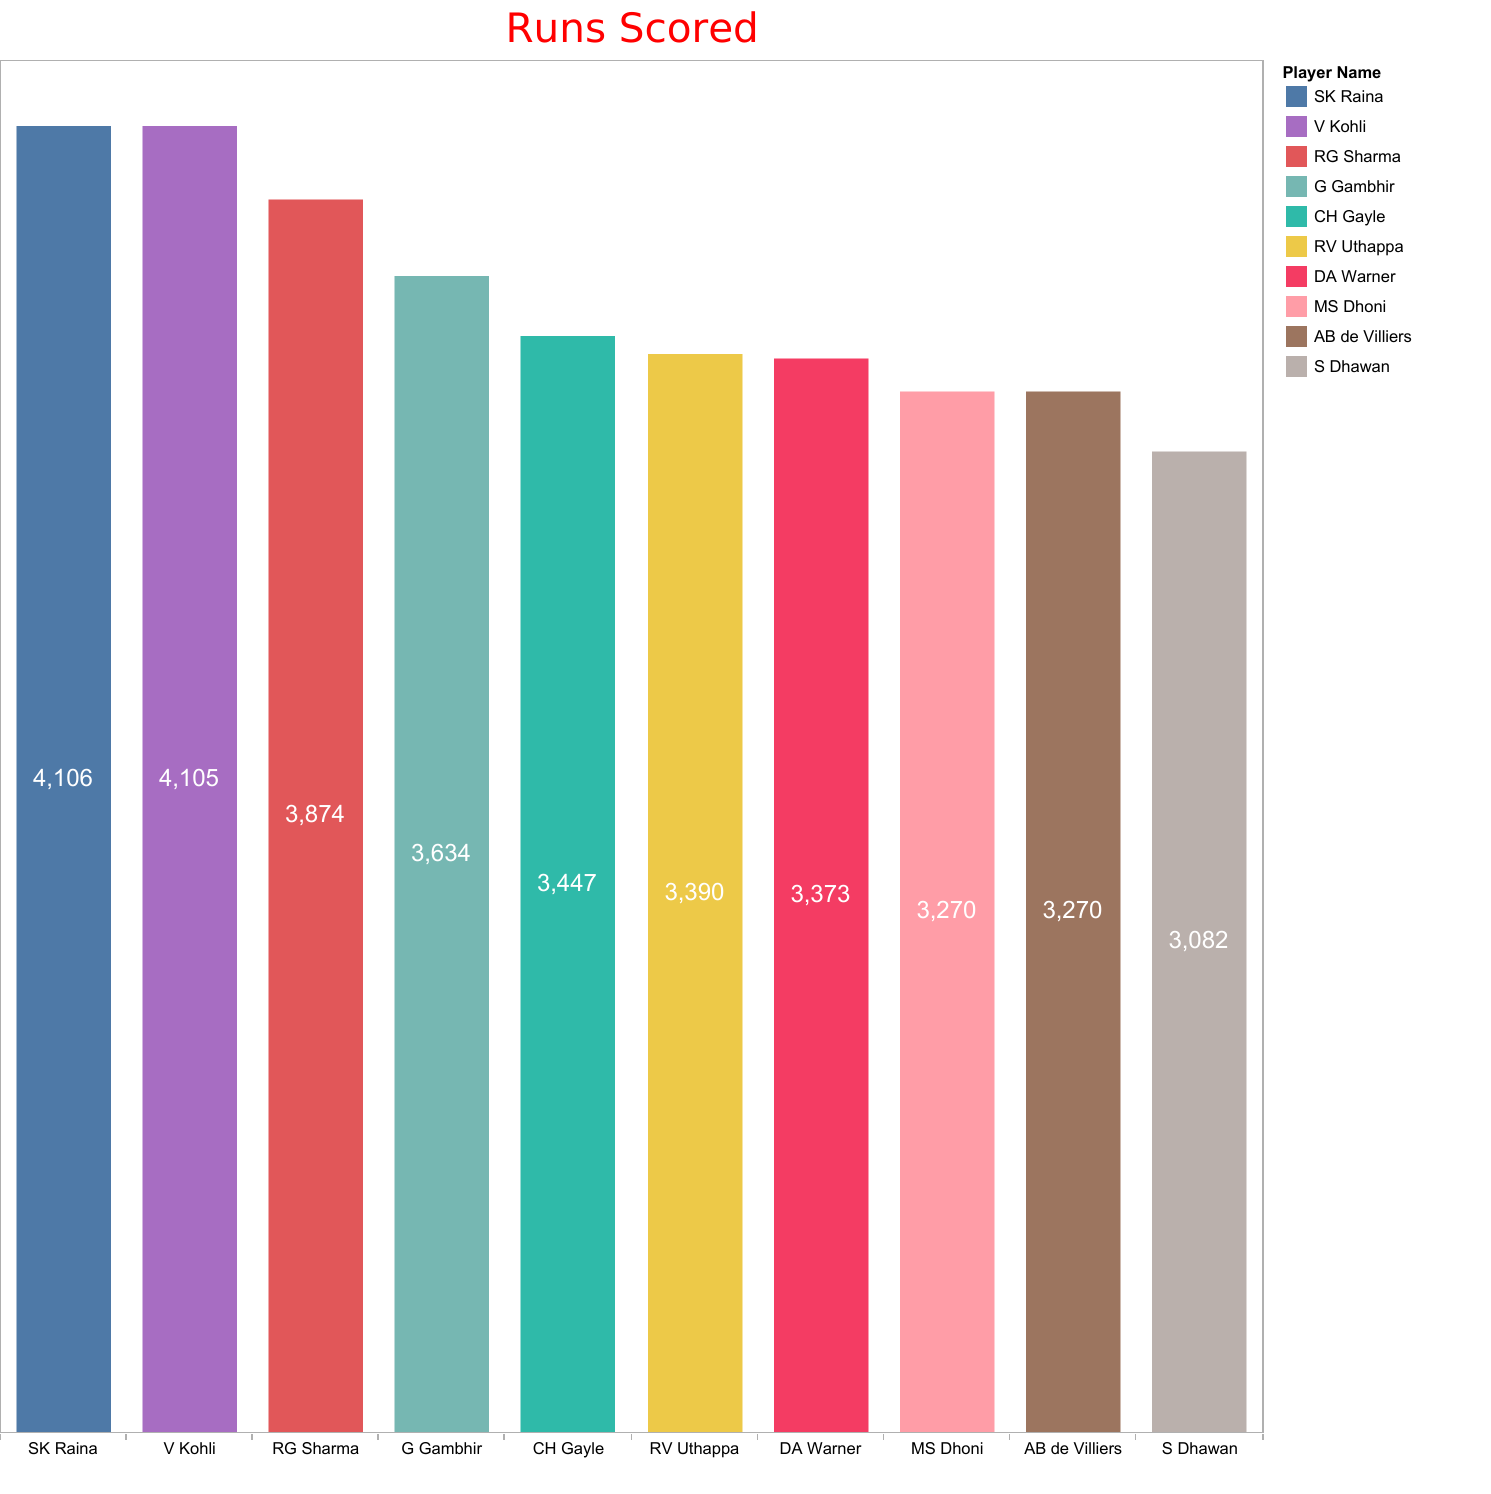 Runs Scored
Player Name
SK Raina
V Kohli
RG Sharma
G Gambhir
CH Gayle
RV Uthappa
DA Warner
MS Dhoni
AB de Villiers
S Dhawan
4,106
4,105
3,874
3,634
3,447
3,390
3,373
3,270
3,270
3,082
SK Raina
V Kohli
RG Sharma
G Gambhir
CH Gayle
RV Uthappa
DA Warner
MS Dhoni
AB de Villiers
S Dhawan